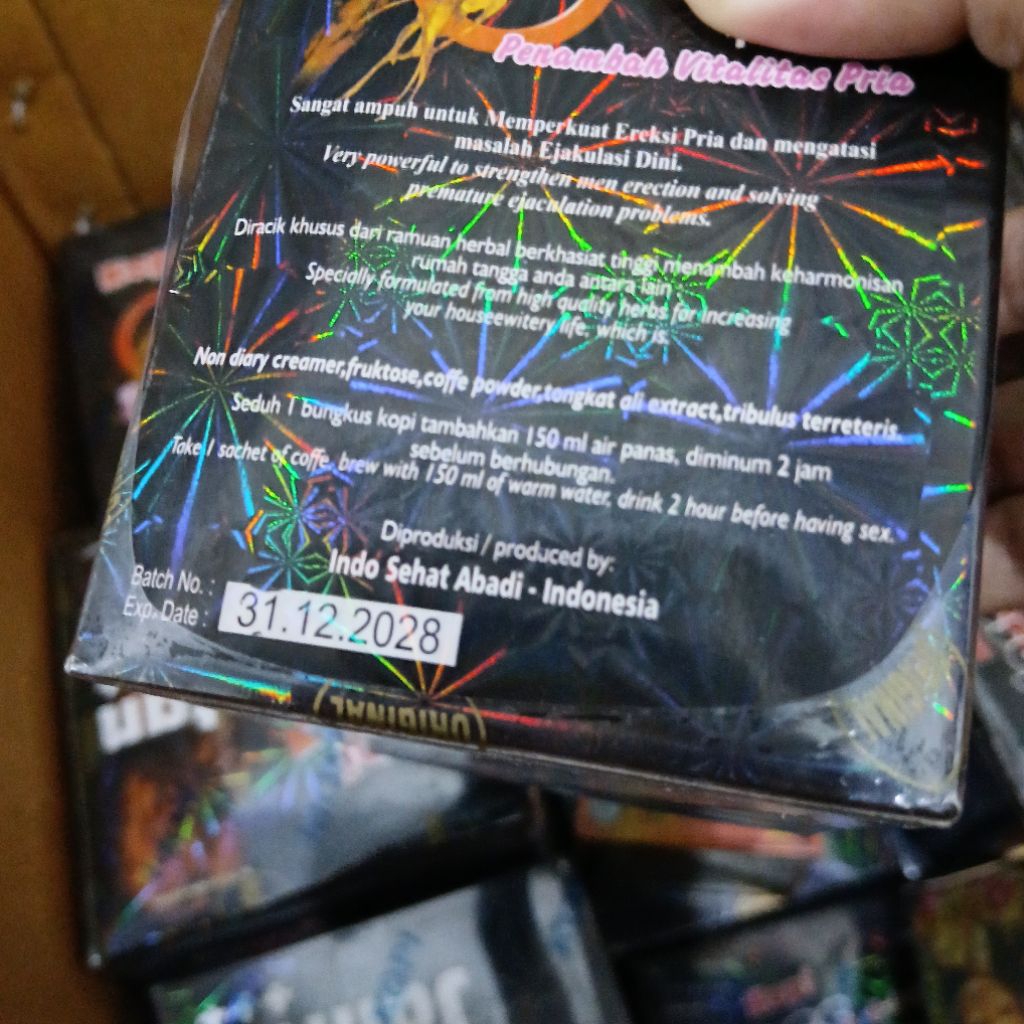 Penambah Vitalitas Pria
Sangat ampuh untuk Memperkuat Ereksi Pria dan mengatasi
masalah Ejakulasi Dini.
Very powerful to strengthen men erection and solving
premature ejaculation problems.
Diracik khusus dari ramuan herbal berkhasiat tinggi menambah keharmonisan
rumah tangga anda antara lain
Specially formulated from high quality herbs for increasing
your houseewitery life, which is.
Non diary creamer,fruktose,coffe powder,tongkat ali extract,tribulus terreteris.
Seduh 1 bungkus kopi tambahkan 150 ml air panas, diminum 2 jam
sebelum berhubungan.
Take 1 sachet of coffe, brew with 150 ml of warm water, drink 2 hour before having sex.
Diproduksi / produced by:
Indo Sehat Abadi - Indonesia
Batch No. :
Exp. Date : 31.12.2028
(ORIGINAL)